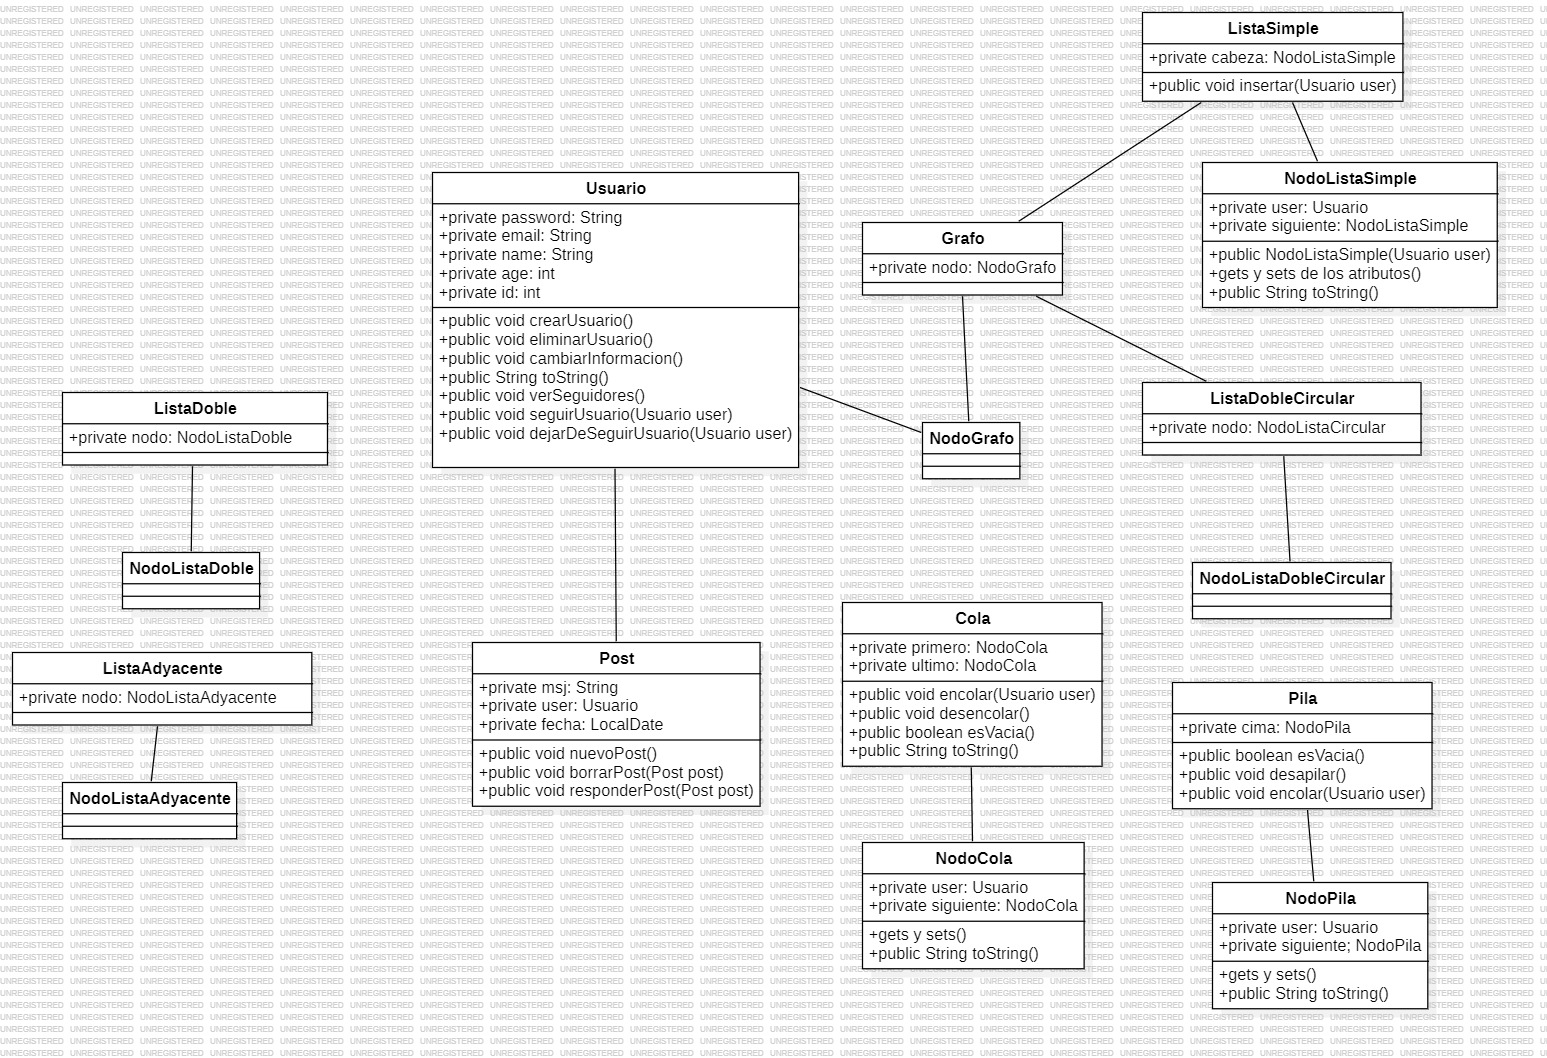 ListaSimple
+private cabeza: NodoListaSimple
+public void insertar(Usuario user)
NodoListaSimple
+private user: Usuario
+private siguiente: NodoListaSimple
+public NodoListaSimple(Usuario user)
+gets y sets de los atributos()
+public String toString()
Usuario
+private password: String
+private email: String
+private name: String
+private age: int
+private id: int
+public void crearUsuario()
+public void eliminarUsuario()
+public void cambiarInformacion()
+public String toString()
+public void verSeguidores()
+public void seguirUsuario(Usuario user)
+public void dejarDeSeguirUsuario(Usuario user)
Grafo
+private nodo: NodoGrafo
NodoGrafo
ListaDobleCircular
+private nodo: NodoListaCircular
NodoListaDobleCircular
ListaDoble
+private nodo: NodoListaDoble
NodoListaDoble
ListaAdyacente
+private nodo: NodoListaAdyacente
NodoListaAdyacente
Post
+private msj: String
+private user: Usuario
+private fecha: LocalDate
+public void nuevoPost()
+public void borrarPost(Post post)
+public void responderPost(Post post)
Cola
+private primero: NodoCola
+private ultimo: NodoCola
+public void encolar(Usuario user)
+public void desencolar()
+public boolean esVacia()
+public String toString()
NodoCola
+private user: Usuario
+private siguiente: NodoCola
+gets y sets()
+public String toString()
Pila
+private cima: NodoPila
+public boolean esVacia()
+public void desapilar()
+public void encolar(Usuario user)
NodoPila
+private user: Usuario
+private siguiente; NodoPila
+gets y sets()
+public String toString()
UNREGISTERED